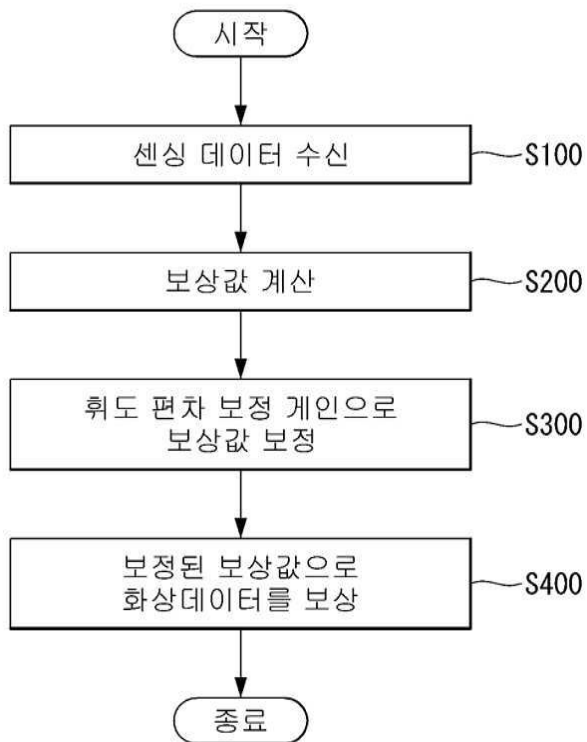 시작
센싱 데이터 수신
S100
보상값 계산
S200
휘도 편차 보정 게인으로
보상값 보정
S300
보정된 보상값으로
화상데이터를 보상
S400
종료